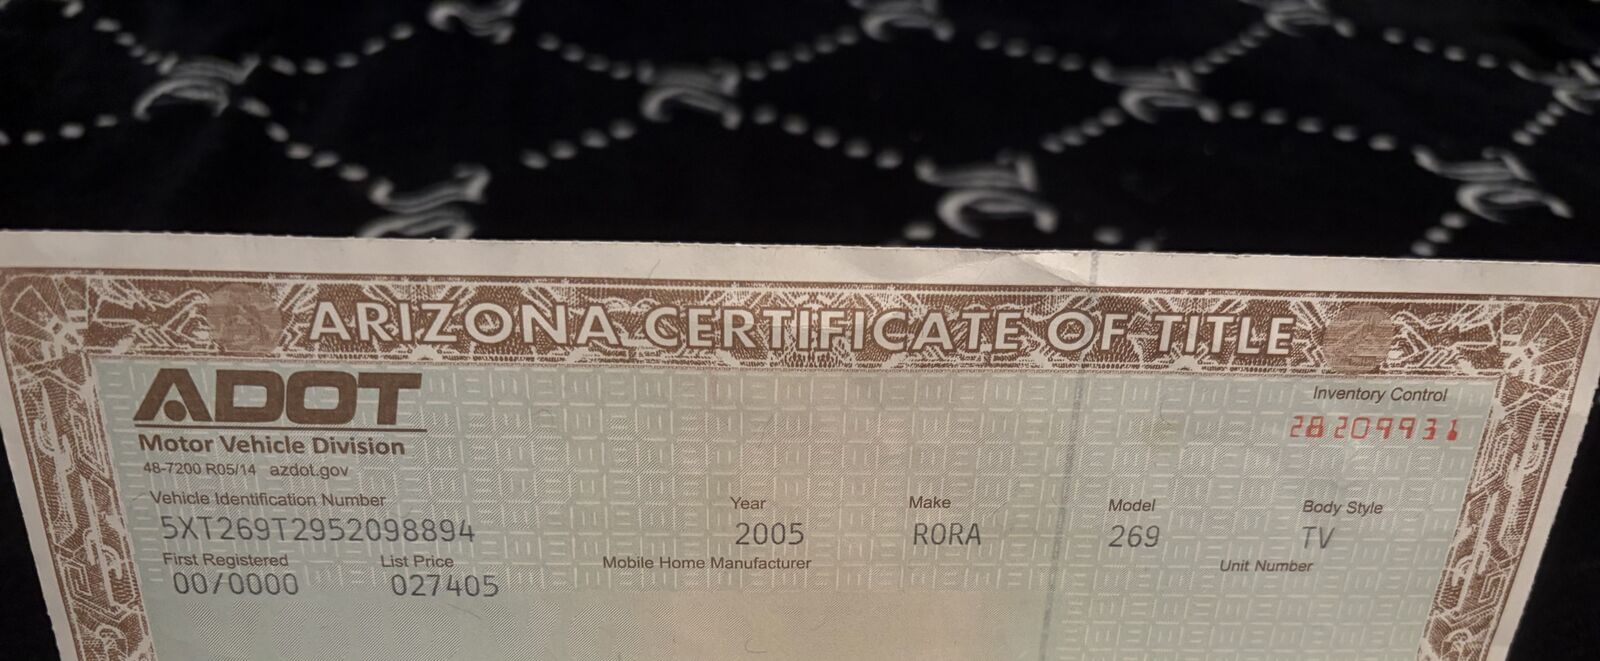 ARIZONA CERTIFICATE OF TITLE
ADOT
Motor Vehicle Division
48-7200 R05/14 azdot.gov
Inventory Control
28209931
Vehicle Identification Number Year Make Model Body Style
5XT269T2952098894 2005 RORA 269 TV
First Registered List Price Mobile Home Manufacturer Unit Number
00/0000 027405